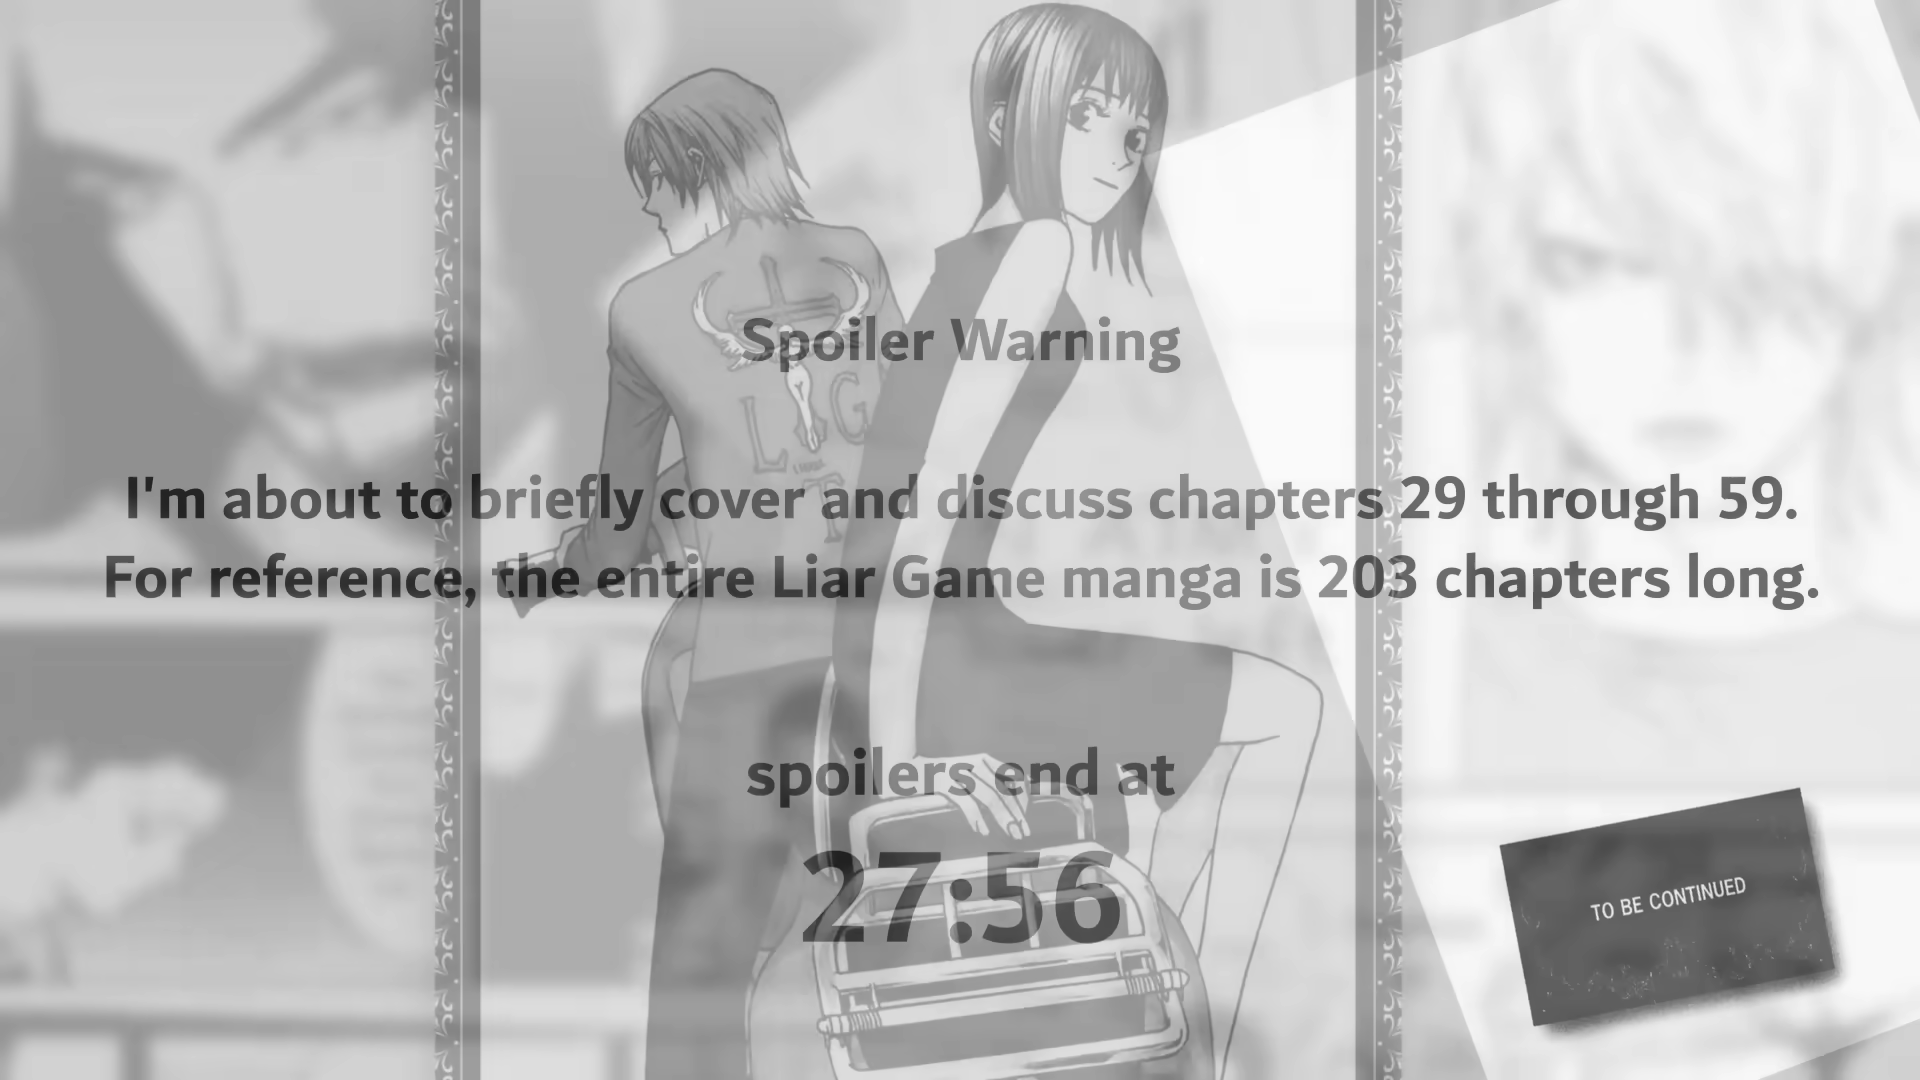 Spoiler Warning
L G
T
I'm about to briefly cover and discuss chapters 29 through 59.
For reference, the entire Liar Game manga is 203 chapters long.
spoilers end at
27:56
TO BE CONTINUED